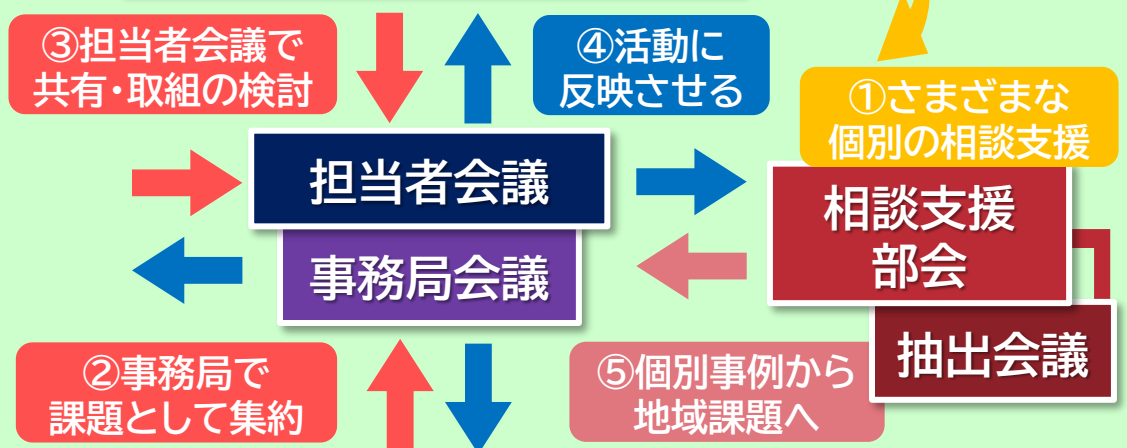 ③担当者会議で
共有・取組の検討
④活動に
反映させる
①さまざまな
個別の相談支援
担当者会議
相談支援
部会
事務局会議
抽出会議
②事務局で
課題として集約
⑤個別事例から
地域課題へ